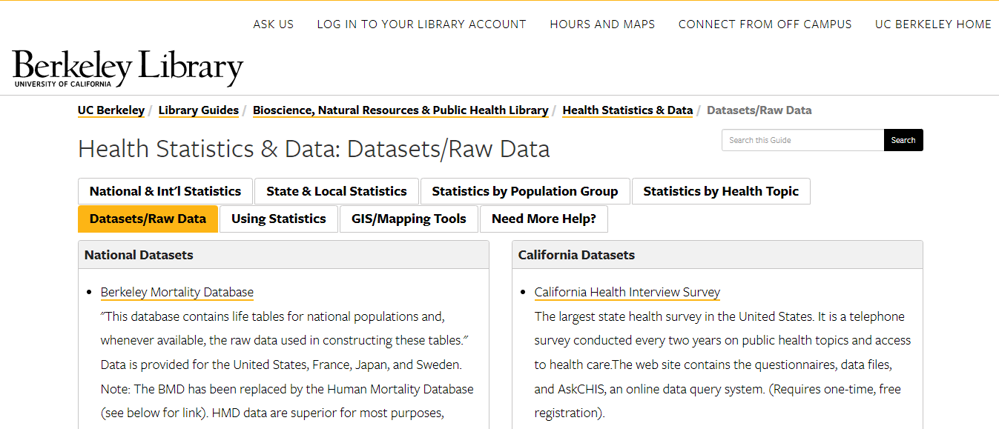 ASK US LOG IN TO YOUR LIBRARY ACCOUNT HOURS AND MAPS CONNECT FROM OFF CAMPUS UC BERKELEY HOME
Berkeley Library
UNIVERSITY OF CALIFORNIA
UC Berkeley / Library Guides / Bioscience, Natural Resources & Public Health Library / Health Statistics & Data / Datasets/Raw Data
Health Statistics & Data: Datasets/Raw Data
Search this Guide Search
National & Int'l Statistics State & Local Statistics Statistics by Population Group Statistics by Health Topic
Datasets/Raw Data Using Statistics GIS/Mapping Tools Need More Help?
National Datasets
• Berkeley Mortality Database
"This database contains life tables for national populations and,
whenever available, the raw data used in constructing these tables."
Data is provided for the United States, France, Japan, and Sweden.
Note: The BMD has been replaced by the Human Mortality Database
(see below for link). HMD data are superior for most purposes,
California Datasets
• California Health Interview Survey
The largest state health survey in the United States. It is a telephone
survey conducted every two years on public health topics and access
to health care.The web site contains the questionnaires, data files,
and AskCHIS, an online data query system. (Requires one-time, free
registration).